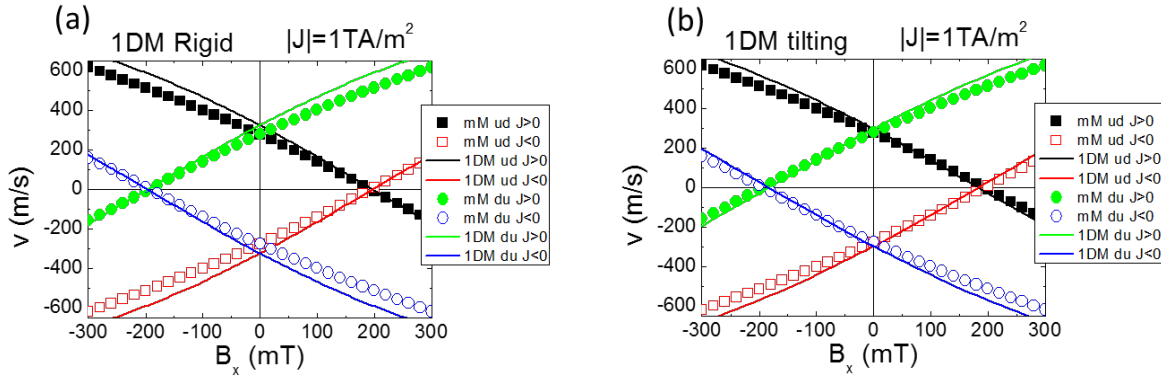 (a)
1DM Rigid |J|=1TA/m²
600
400
200
0
-200
-400
-600
v (m/s)
-300 -200 -100 0 100 200 300
B_x (mT)
mM ud J>0
mM ud J<0
1DM ud J>0
1DM ud J<0
mM du J>0
mM du J<0
1DM du J>0
1DM du J<0
(b)
1DM tilting |J|=1TA/m²
600
400
200
0
-200
-400
-600
v (m/s)
-300 -200 -100 0 100 200 300
B_x (mT)
mM ud J>0
mM ud J<0
1DM ud J>0
1DM ud J<0
mM du J>0
mM du J<0
1DM du J>0
1DM du J<0